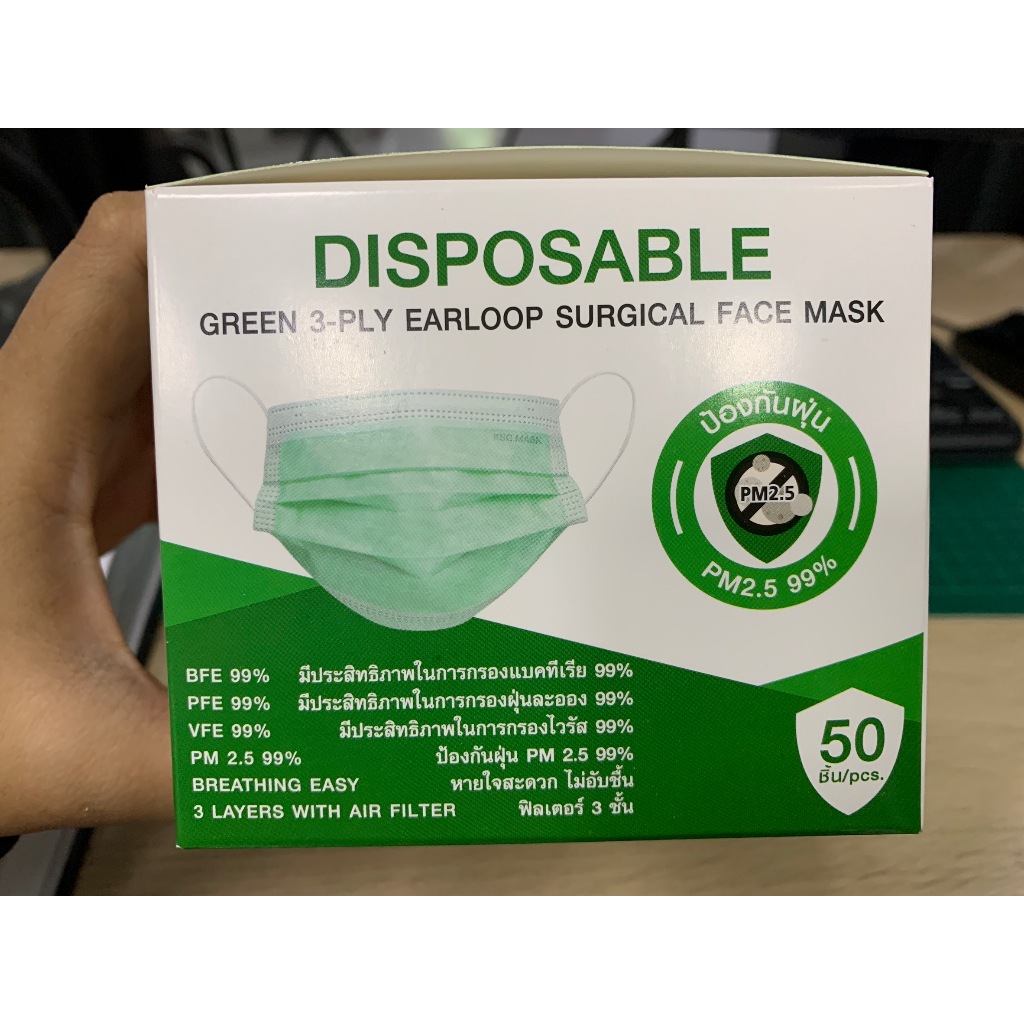 DISPOSABLE
GREEN 3-PLY EARLOOP SURGICAL FACE MASK
KSC MASK
ป้องกันฝุ่น
PM2.5
PM2.5 99%
BFE 99% มีประสิทธิภาพในการกรองแบคทีเรีย 99%
PFE 99% มีประสิทธิภาพในการกรองฝุ่นละออง 99%
VFE 99% มีประสิทธิภาพในการกรองไวรัส 99%
PM 2.5 99% ป้องกันฝุ่น PM 2.5 99%
BREATHING EASY หายใจสะดวก ไม่อับชื้น
3 LAYERS WITH AIR FILTER ฟิลเตอร์ 3 ชั้น
50
ชิ้น/pcs.